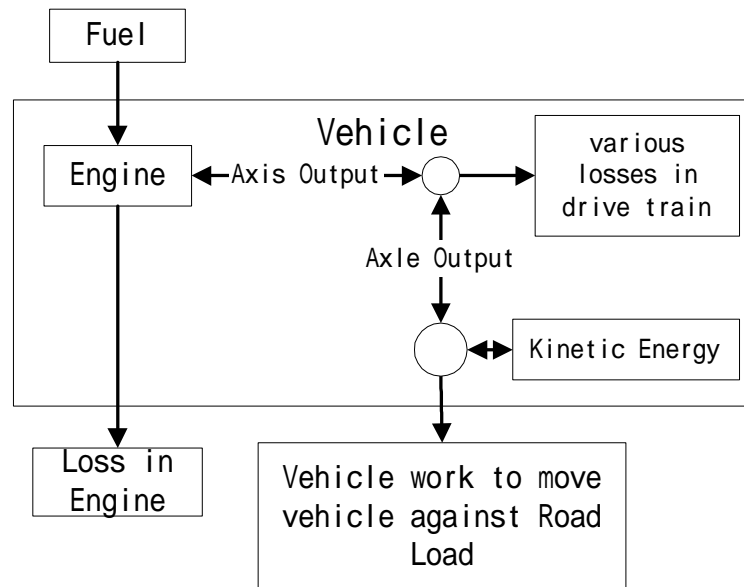 Fuel
Vehicle
Engine
Axis Output
various
losses in
drive train
Axle Output
Kinetic Energy
Loss in
Engine
Vehicle work to move
vehicle against Road
Load